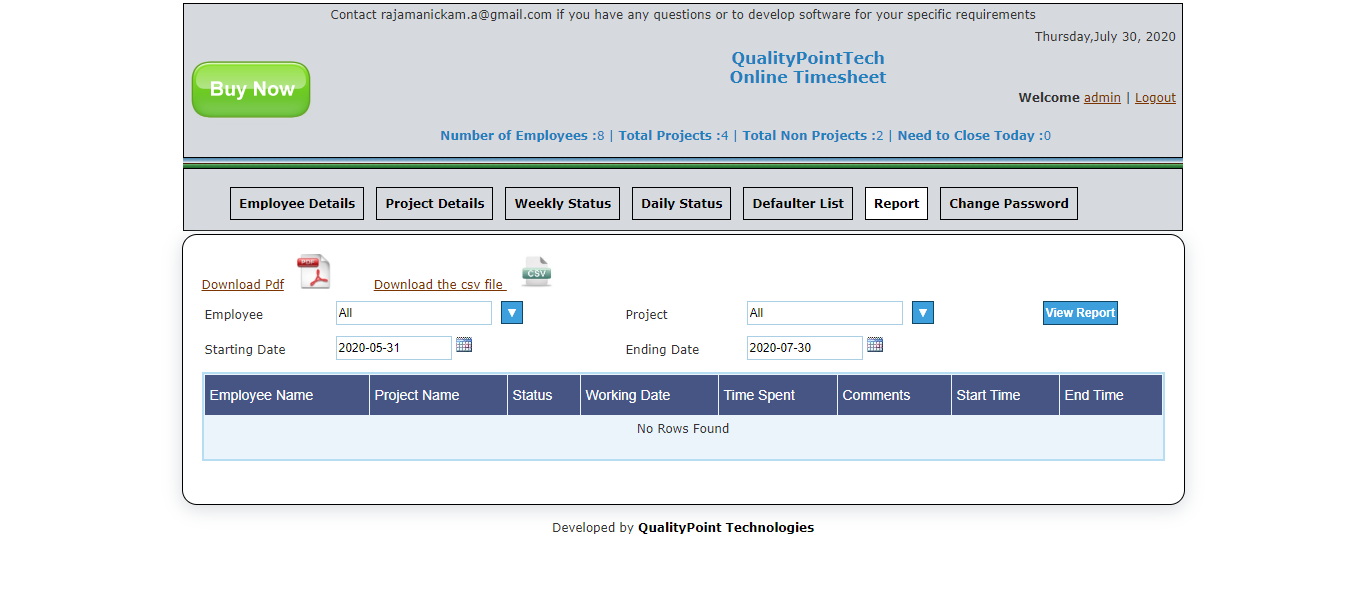 Contact rajamanickam.a@gmail.com if you have any questions or to develop software for your specific requirements
Thursday,July 30, 2020
QualityPointTech
Online Timesheet
Buy Now
Welcome admin | Logout
Number of Employees :8 | Total Projects :4 | Total Non Projects :2 | Need to Close Today :0
Employee Details Project Details Weekly Status Daily Status Defaulter List Report Change Password
PDF CSV
Download Pdf Download the csv file
Employee All Project All View Report
Starting Date 2020-05-31 Ending Date 2020-07-30
Employee Name Project Name Status Working Date Time Spent Comments Start Time End Time
No Rows Found
Developed by QualityPoint Technologies